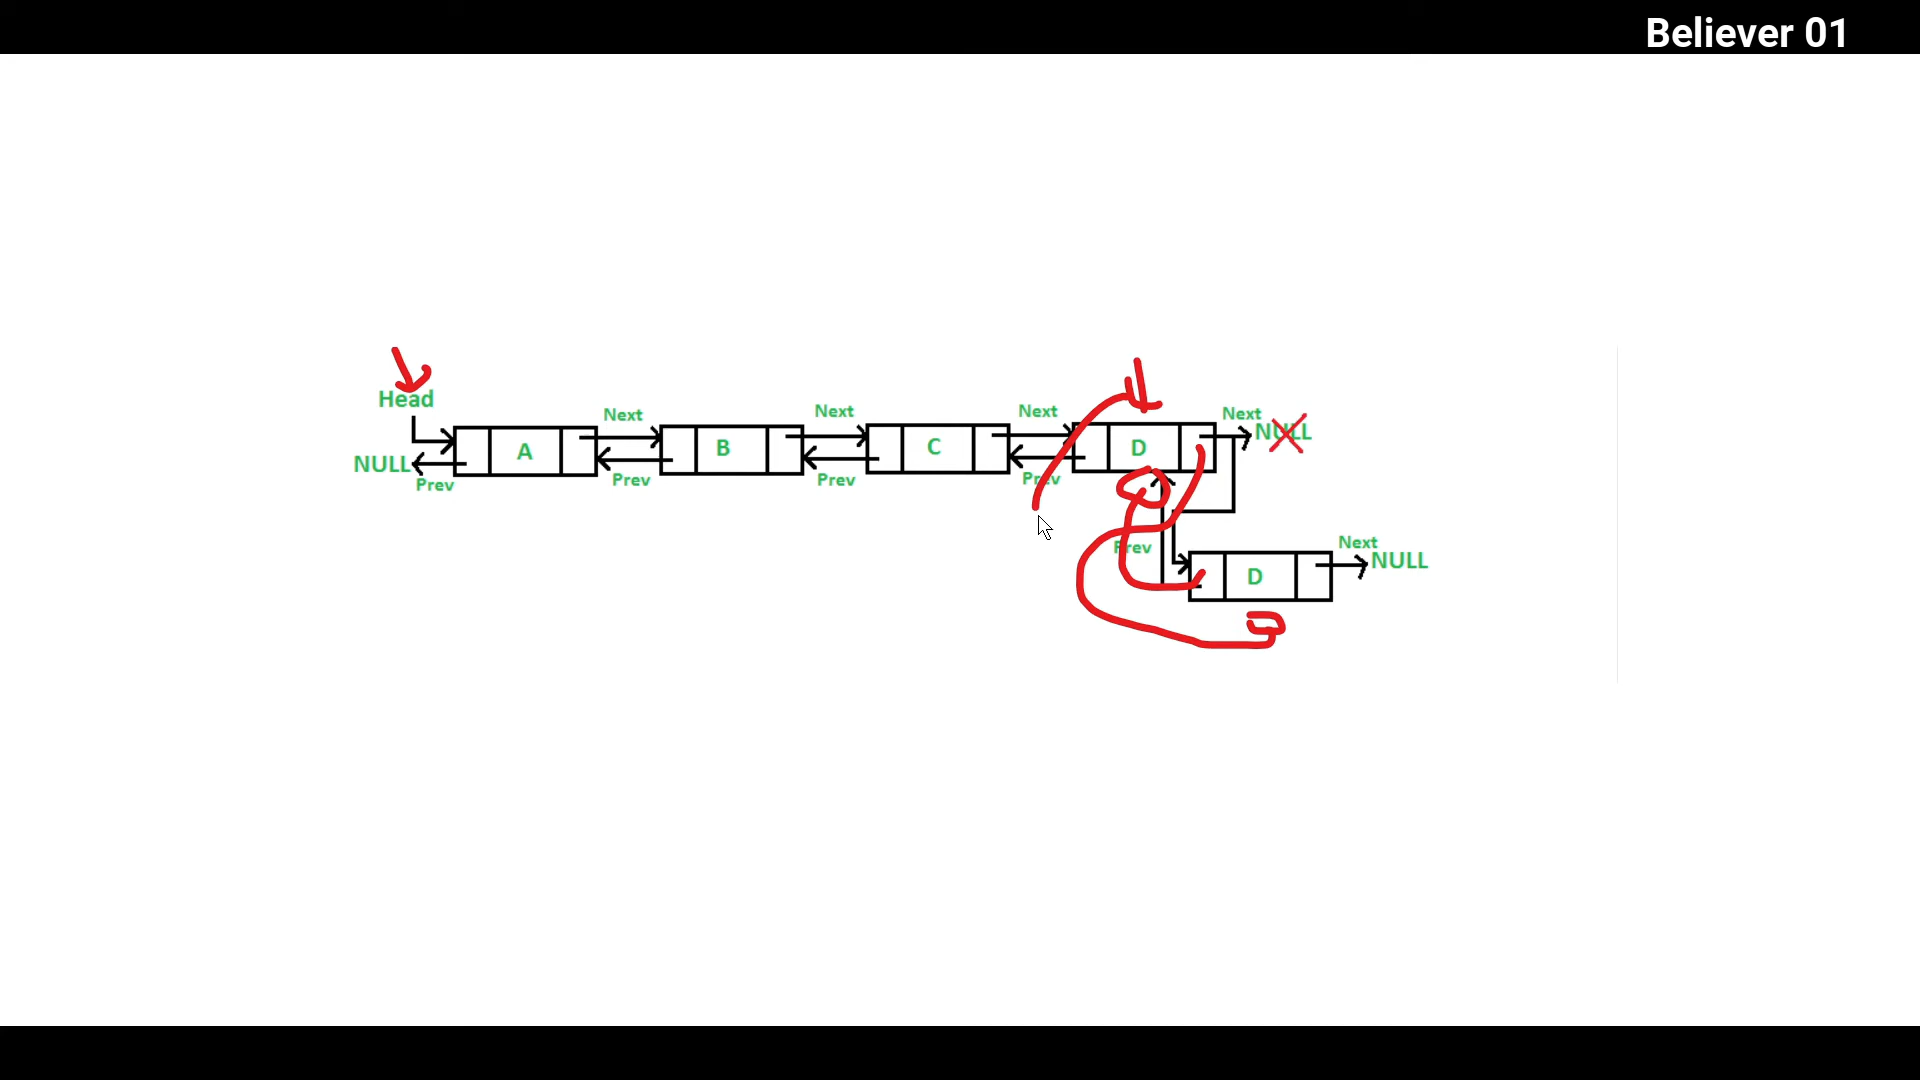 Believer 01
Head
Next
Next
Next
Next
NULL
A
B
C
D
NULL
Prev
Prev
Prev
Prev
Prev
Next
D
NULL